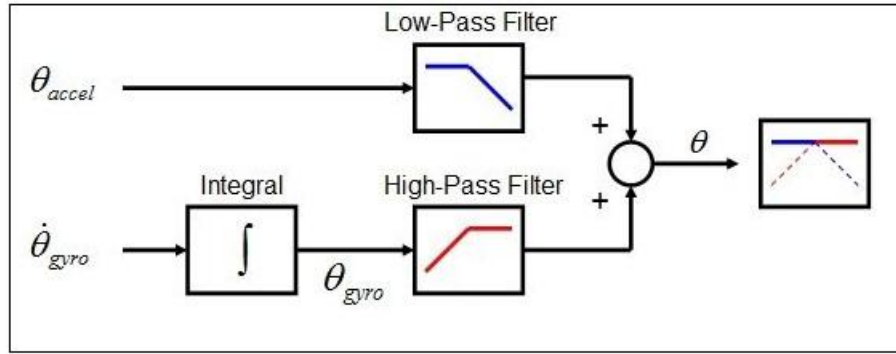 Low-Pass Filter
θaccel
+
θ
Integral
High-Pass Filter
+
θ̇gyro
∫
θgyro